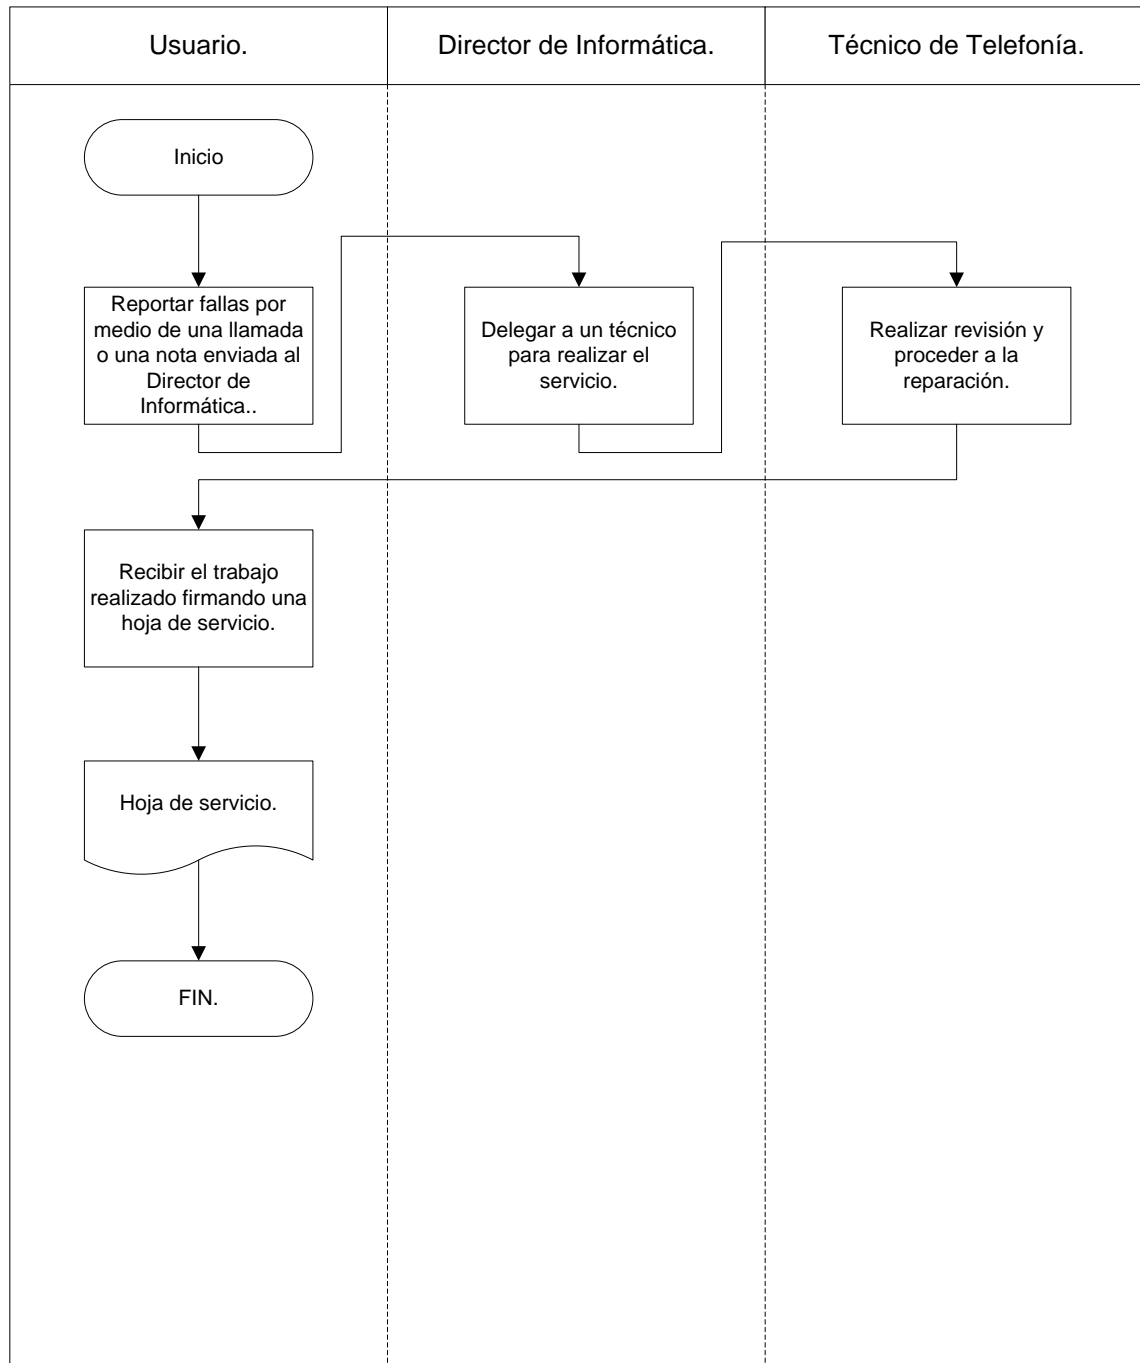 Usuario.
Director de Informática.
Técnico de Telefonía.
Inicio
Reportar fallas por
medio de una llamada
o una nota enviada al
Director de
Informática..
Delegar a un técnico
para realizar el
servicio.
Realizar revisión y
proceder a la
reparación.
Recibir el trabajo
realizado firmando una
hoja de servicio.
Hoja de servicio.
FIN.